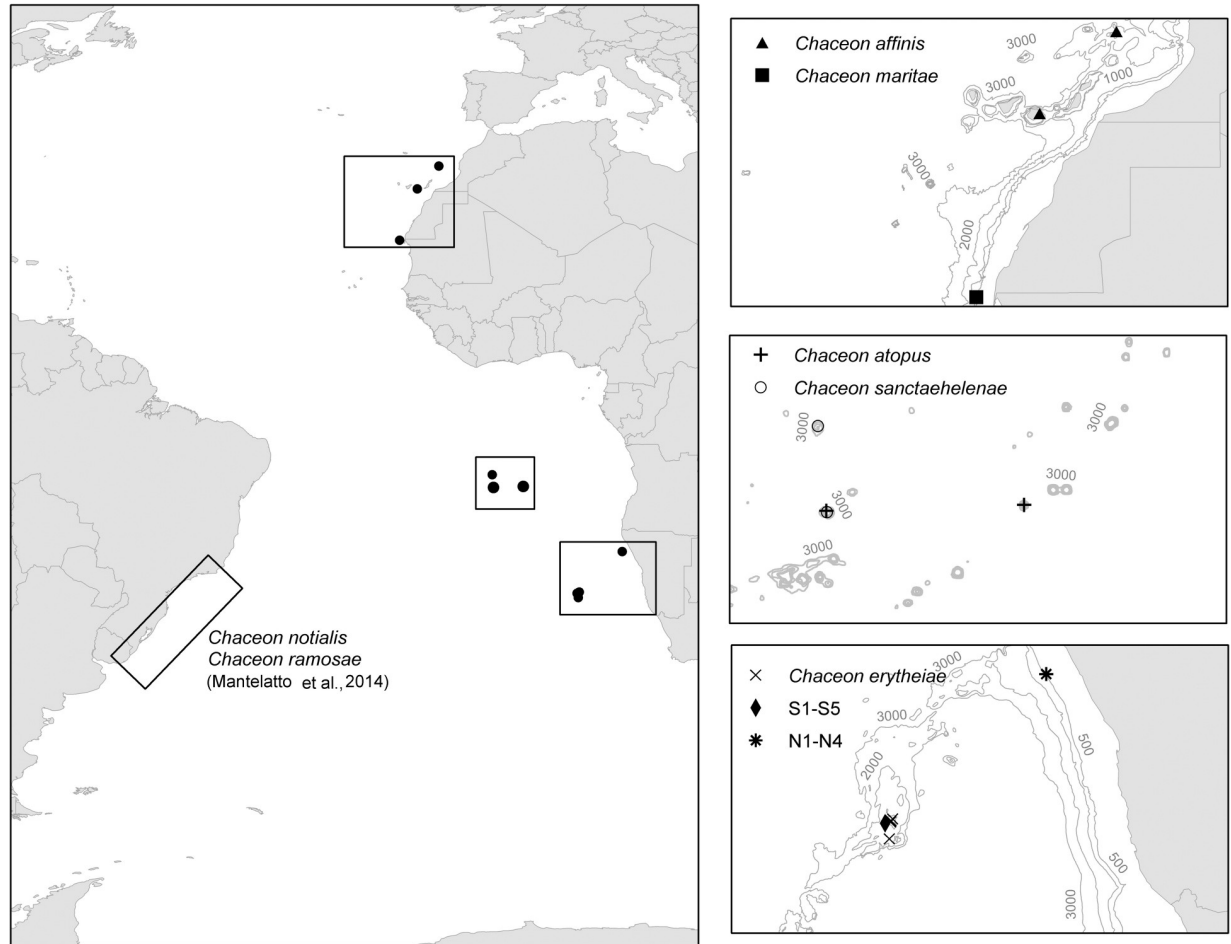 Chaceon notialis
Chaceon ramosae
(Mantelatto et al., 2014)
Chaceon affinis
Chaceon maritae
3000
3000
1000
3000
2000
Chaceon atopus
Chaceon sanctaehelenae
3000
3000
3000
3000
3000
Chaceon erytheiae
S1-S5
N1-N4
3000
3000
2000
500
500
3000